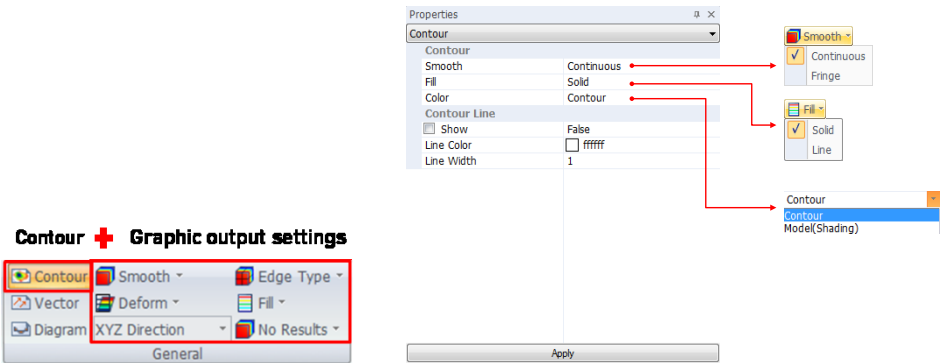 Properties
Contour
Contour
Smooth Continuous
Fill Solid
Color Contour
Contour Line
Show False
Line Color ffffff
Line Width 1
Apply
Smooth
Continuous
Fringe
Fill
Solid
Line
Contour
Contour
Model(Shading)
Contour + Graphic output settings
Contour Smooth Edge Type
Vector Deform Fill
Diagram XYZ Direction No Results
General